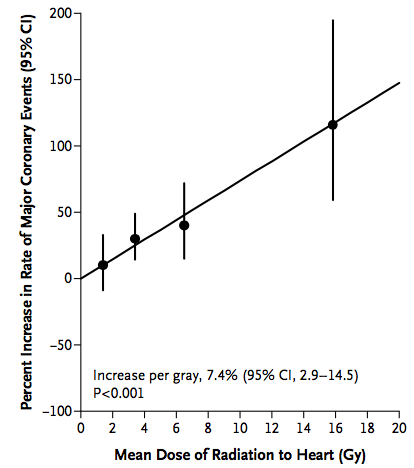 Percent Increase in Rate of Major Coronary Events (95% CI)
200
150
100
50
0
−50
−100
Increase per gray, 7.4% (95% CI, 2.9–14.5)
P<0.001
0 2 4 6 8 10 12 14 16 18 20
Mean Dose of Radiation to Heart (Gy)